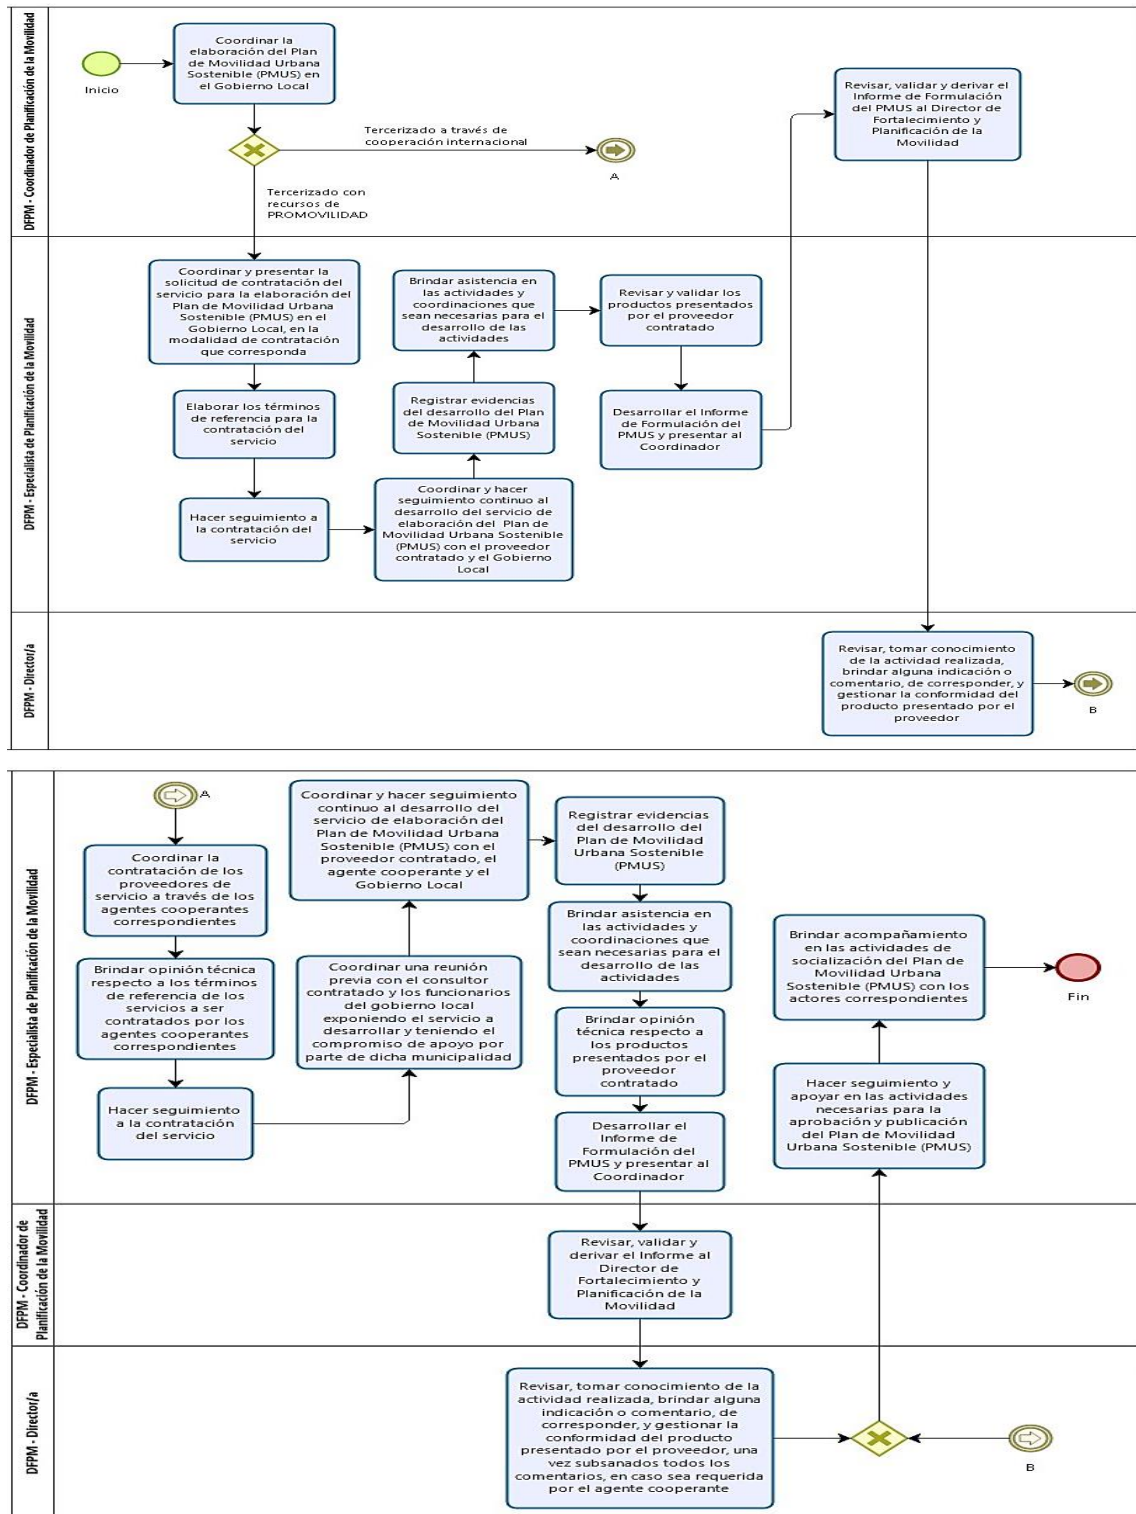 DFPM - Coordinador de Planificación de la Movilidad
Inicio
Coordinar la
elaboración del Plan
de Movilidad Urbana
Sostenible (PMUS) en
el Gobierno Local
Tercerizado a través de
cooperación internacional
A
Tercerizado con
recursos de
PROMOVILIDAD
Revisar, validar y derivar el
Informe de Formulación
del PMUS al Director de
Fortalecimiento y
Planificación de la
Movilidad
DFPM - Especialista de Planificación de la Movilidad
Coordinar y presentar la
solicitud de contratación del
servicio para la elaboración del
Plan de Movilidad Urbana
Sostenible (PMUS) en el
Gobierno Local, en la
modalidad de contratación
que corresponda
Elaborar los términos
de referencia para la
contratación del
servicio
Hacer seguimiento a
la contratación del
servicio
Coordinar y hacer
seguimiento continuo al
desarrollo del servicio de
elaboración del Plan de
Movilidad Urbana Sostenible
(PMUS) con el proveedor
contratado y el Gobierno
Local
Registrar evidencias
del desarrollo del Plan
de Movilidad Urbana
Sostenible (PMUS)
Brindar asistencia en
las actividades y
coordinaciones que
sean necesarias para el
desarrollo de las
actividades
Revisar y validar los
productos presentados
por el proveedor
contratado
Desarrollar el Informe
de Formulación del
PMUS y presentar al
Coordinador
DFPM - Director/a
Revisar, tomar conocimiento
de la actividad realizada,
brindar alguna indicación o
comentario, de corresponder, y
gestionar la conformidad del
producto presentado por el
proveedor
B
DFPM - Especialista de Planificación de la Movilidad
A
Coordinar la
contratación de los
proveedores de
servicio a través de los
agentes cooperantes
correspondientes
Brindar opinión técnica
respecto a los términos
de referencia de los
servicios a ser
contratados por los
agentes cooperantes
correspondientes
Hacer seguimiento
a la contratación
del servicio
Coordinar una reunión
previa con el consultor
contratado y los funcionarios
del gobierno local
exponiendo el servicio a
desarrollar y teniendo el
compromiso de apoyo por
parte de dicha municipalidad
Coordinar y hacer seguimiento
continuo al desarrollo del
servicio de elaboración del
Plan de Movilidad Urbana
Sostenible (PMUS) con el
proveedor contratado, el
agente cooperante y el
Gobierno Local
Registrar evidencias
del desarrollo del
Plan de Movilidad
Urbana Sostenible
(PMUS)
Brindar asistencia en
las actividades y
coordinaciones que
sean necesarias para el
desarrollo de las
actividades
Brindar opinión
técnica respecto a
los productos
presentados por el
proveedor
contratado
Desarrollar el
Informe de
Formulación del
PMUS y presentar al
Coordinador
Brindar acompañamiento
en las actividades de
socialización del Plan de
Movilidad Urbana
Sostenible (PMUS) con los
actores correspondientes
Fin
Hacer seguimiento y
apoyar en las actividades
necesarias para la
aprobación y publicación
del Plan de Movilidad
Urbana Sostenible (PMUS)
DFPM - Coordinador de
Planificación de la Movilidad
Revisar, validar y
derivar el Informe al
Director de
Fortalecimiento y
Planificación de la
Movilidad
DFPM - Director/a
Revisar, tomar conocimiento de la
actividad realizada, brindar alguna
indicación o comentario, de
corresponder, y gestionar la
conformidad del producto
presentado por el proveedor, una
vez subsanados todos los
comentarios, en caso sea requerida
por el agente cooperante
B